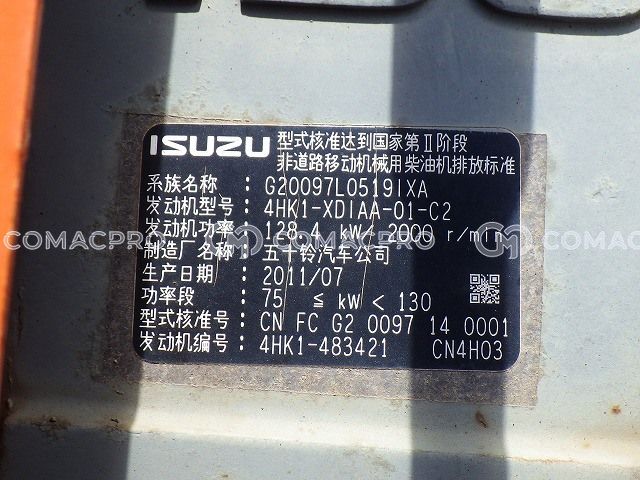 ISUZU 型式核准达到国家第Ⅱ阶段
非道路移动机械用柴油机排放标准
系族名称 : G20097L0519IXA
发动机型号 : 4HK1-XDIAA-01-C2
发动机功率 : 128.4 kW/ 2000 r/min
COMACPRO COMACPRO COMACPRO
制造厂名称 : 五十铃汽车公司
生产日期 : 2011/07
功率段 : 75 ≦ kW < 130
型式核准号 : CN FC G2 0097 14 0001
发动机编号 : 4HK1-483421 CN4H03